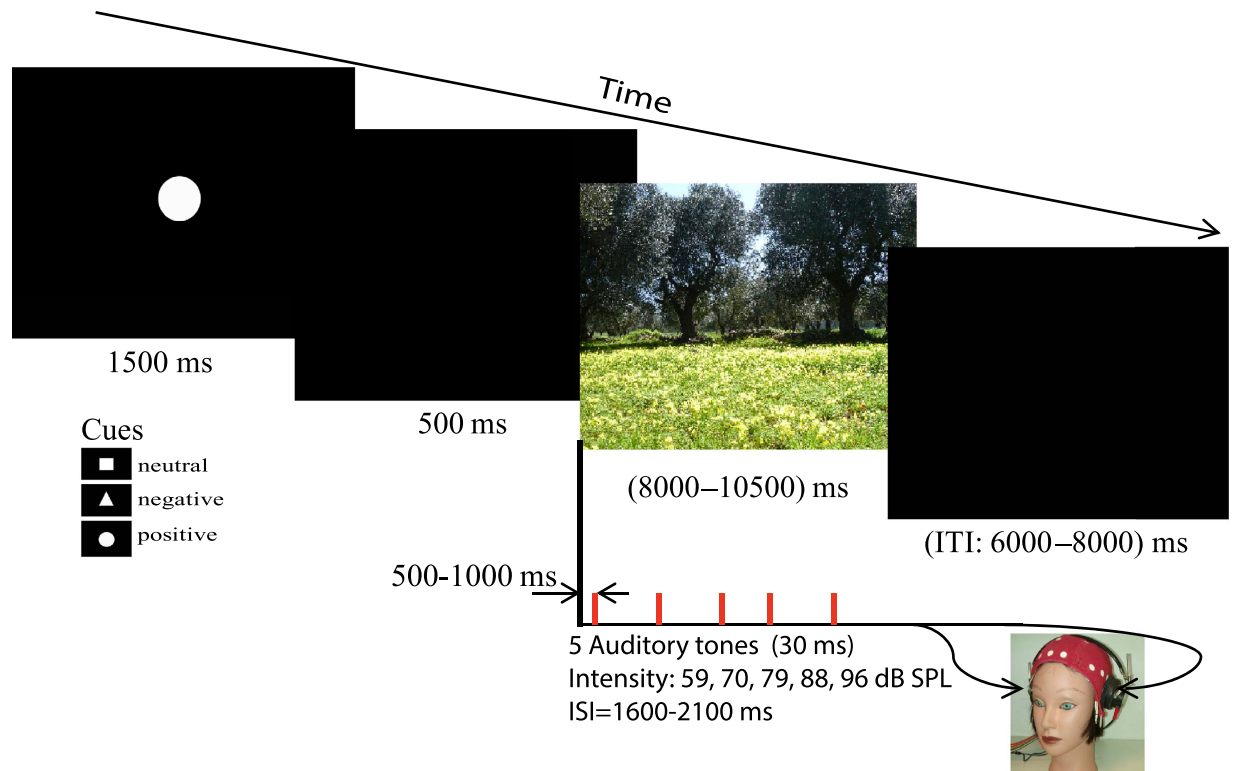 Time
1500 ms
500 ms
Cues
neutral
negative
positive
(8000–10500) ms
(ITI: 6000–8000) ms
500-1000 ms
5 Auditory tones (30 ms)
Intensity: 59, 70, 79, 88, 96 dB SPL
ISI=1600-2100 ms